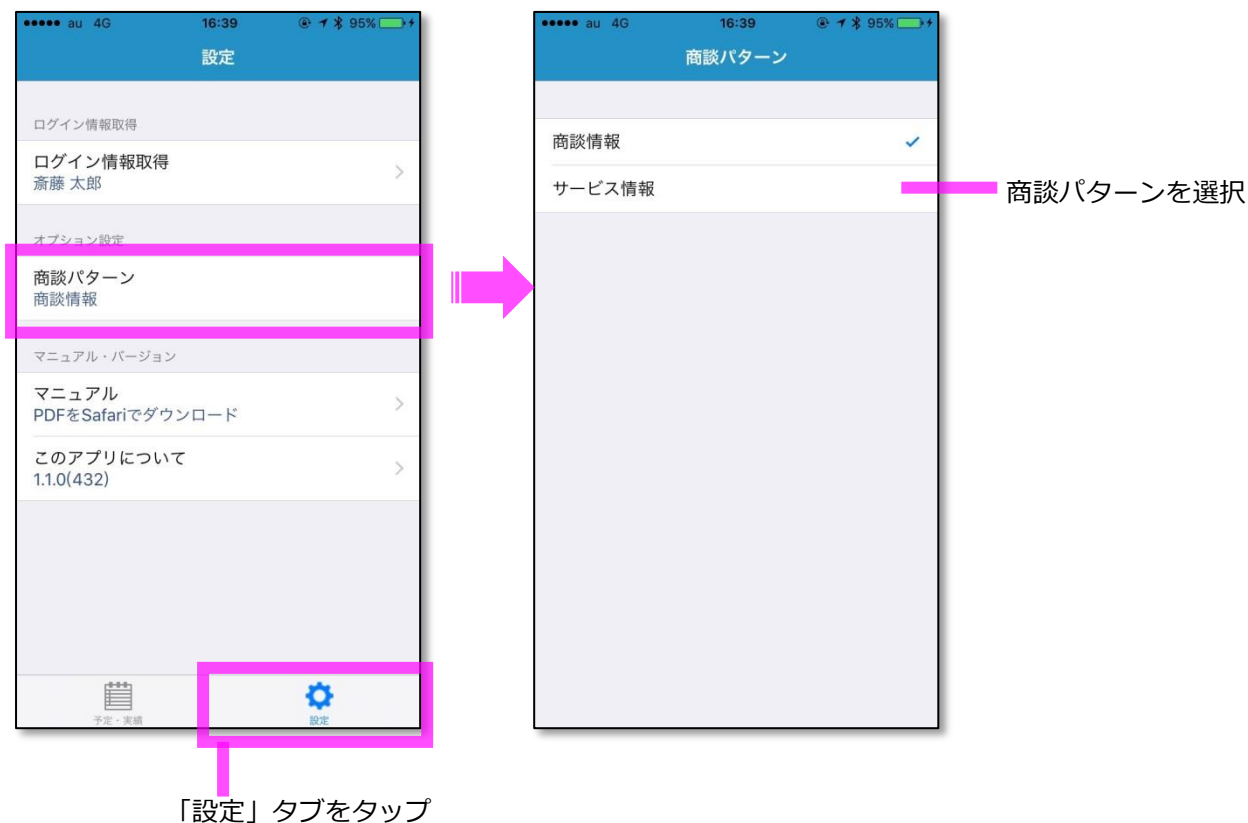 au 4G 16:39 95%
設定
ログイン情報取得
ログイン情報取得
斎藤 太郎
オプション設定
商談パターン
商談情報
マニュアル・バージョン
マニュアル
PDFをSafariでダウンロード
このアプリについて
1.1.0(432)
予定・実績
設定
「設定」タブをタップ
au 4G 16:39 95%
商談パターン
商談情報
サービス情報
商談パターンを選択